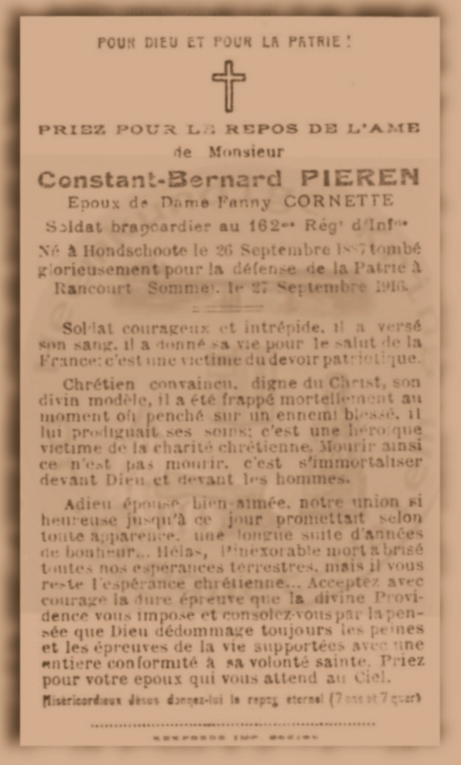 POUR DIEU ET POUR LA PATRIE !
PRIEZ POUR LE REPOS DE L'AME
de Monsieur
Constant-Bernard PIEREN
Epoux de Dame Fanny CORNETTE
Soldat brancardier au 162me Régt d'Infrie
Né à Hondschoote le 26 Septembre 1887 tombé
glorieusement pour la défense de la Patrie à
Rancourt Somme, le 27 Septembre 1916.
Soldat courageux et intrépide, il a versé
son sang, il a donné sa vie pour le salut de la
France; c'est une victime du devoir patriotique.
Chrétien convaincu, digne du Christ, son
divin modèle, il a été frappé mortellement au
moment où penché sur un ennemi blessé, il
lui prodiguait ses soins; c'est une héroïque
victime de la charité chrétienne. Mourir ainsi
ce n'est pas mourir, c'est s'immortaliser
devant Dieu et devant les hommes.
Adieu épouse bien-aimée, notre union si
heureuse jusqu'à ce jour promettait selon
toute apparence, une longue suite d'années
de bonheur... Hélas, l'inexorable mort a brisé
toutes nos espérances terrestres, mais il vous
reste l'espérance chrétienne... Acceptez avec
courage la dure épreuve que la divine Provi-
dence vous impose et consolez-vous par la pen-
sée que Dieu dédommage toujours les peines
et les épreuves de la vie supportées avec une
entière conformité à sa volonté sainte. Priez
pour votre epoux qui vous attend au Ciel.
Miséricordieux Jésus donnez-lui le repos eternel (7 ans et 7 quar)